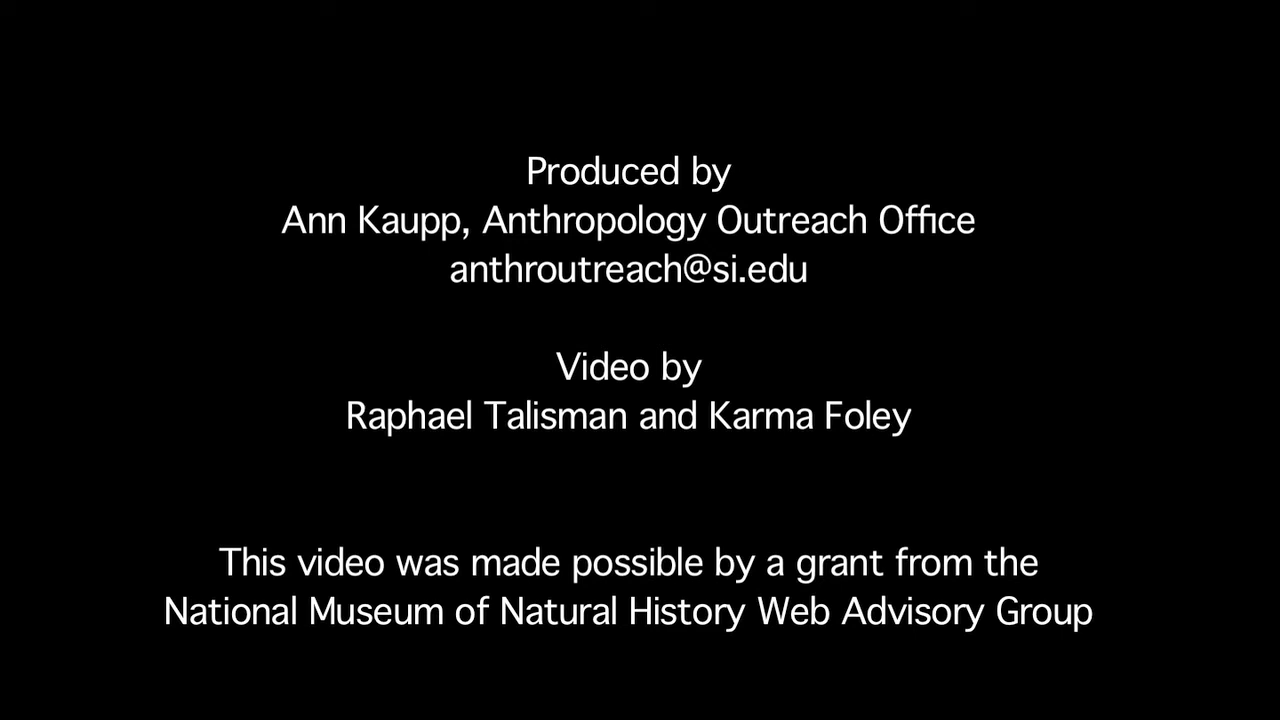 Produced by
Ann Kaupp, Anthropology Outreach Office
anthroutreach@si.edu
Video by
Raphael Talisman and Karma Foley
This video was made possible by a grant from the
National Museum of Natural History Web Advisory Group